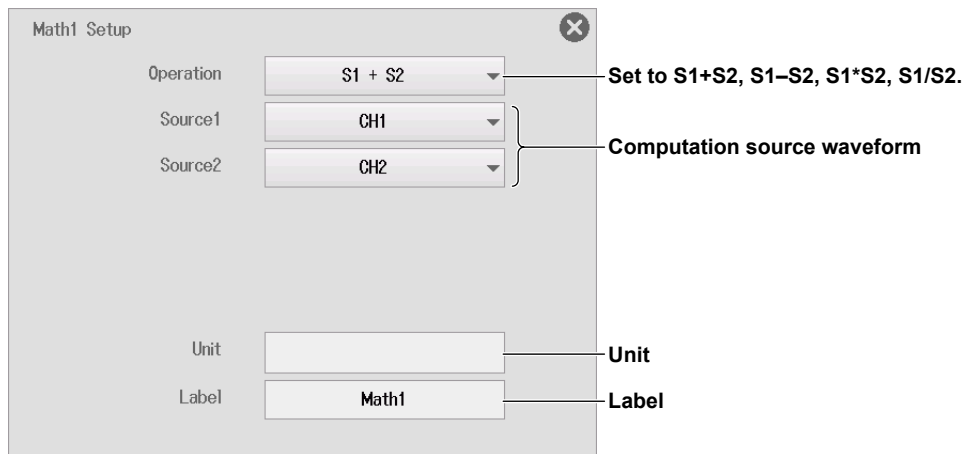 Math1 Setup
Operation S1 + S2 Set to S1+S2, S1–S2, S1*S2, S1/S2.
Source1 CH1
Computation source waveform
Source2 CH2
Unit Unit
Label Math1 Label